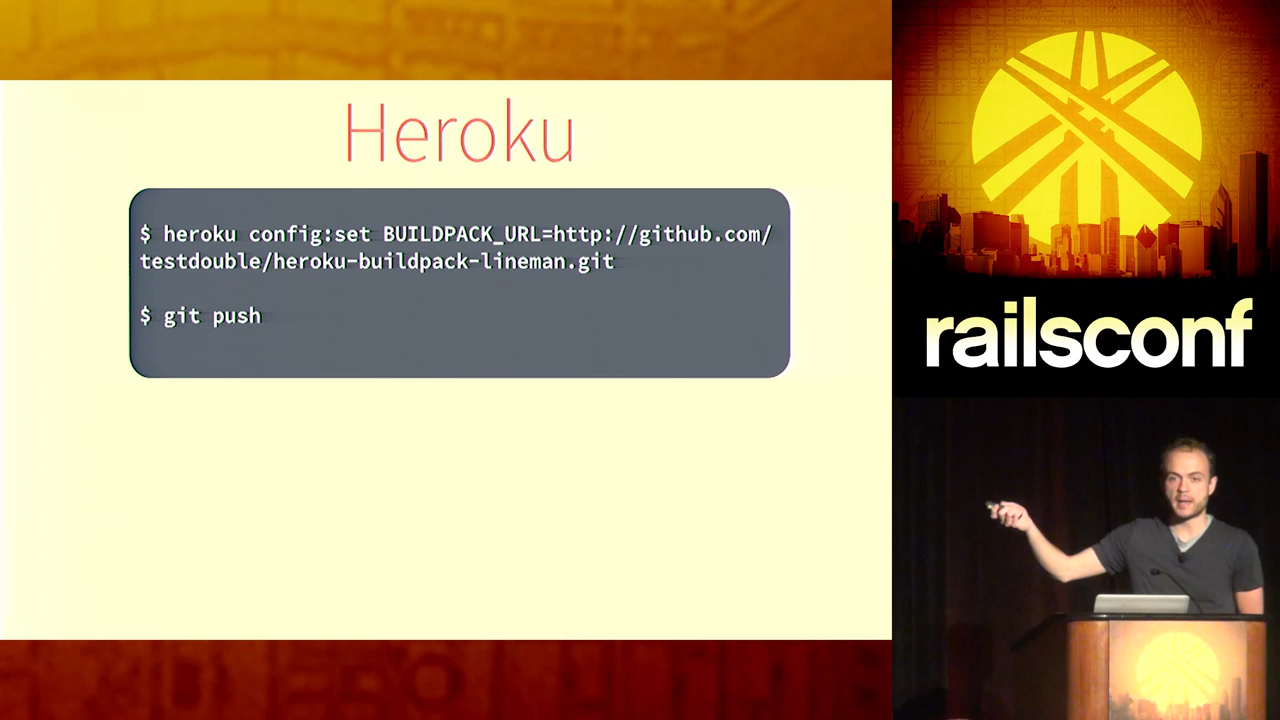 Heroku
$ heroku config:set BUILDPACK_URL=http://github.com/
testdouble/heroku-buildpack-lineman.git
$ git push
railsconf